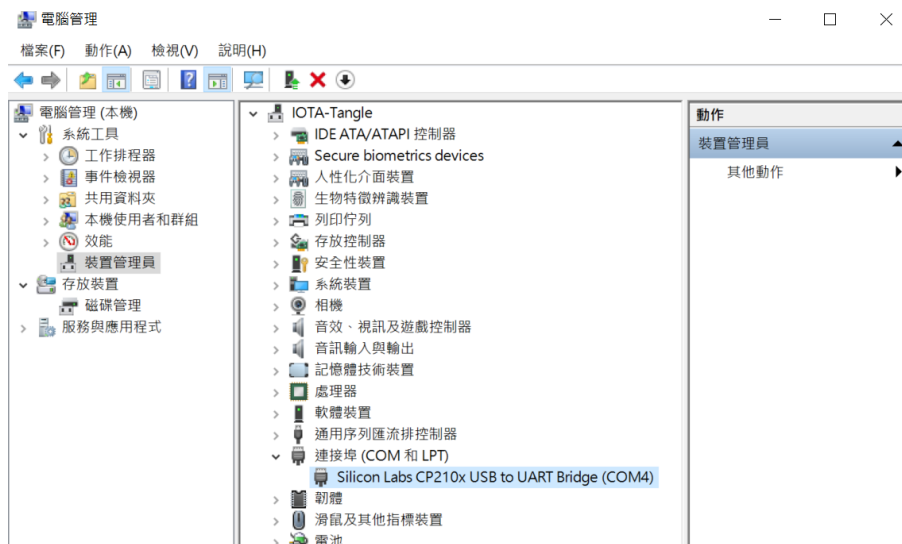 電腦管理
檔案(F) 動作(A) 檢視(V) 說明(H)
電腦管理 (本機)
系統工具
工作排程器
事件檢視器
共用資料夾
本機使用者和群組
效能
裝置管理員
存放裝置
磁碟管理
服務與應用程式
IOTA-Tangle
IDE ATA/ATAPI 控制器
Secure biometrics devices
人性化介面裝置
生物特徵辨識裝置
列印佇列
存放控制器
安全性裝置
系統裝置
相機
音效、視訊及遊戲控制器
音訊輸入與輸出
記憶體技術裝置
處理器
軟體裝置
通用序列匯流排控制器
連接埠 (COM 和 LPT)
Silicon Labs CP210x USB to UART Bridge (COM4)
韌體
滑鼠及其他指標裝置
電池
動作
裝置管理員
其他動作